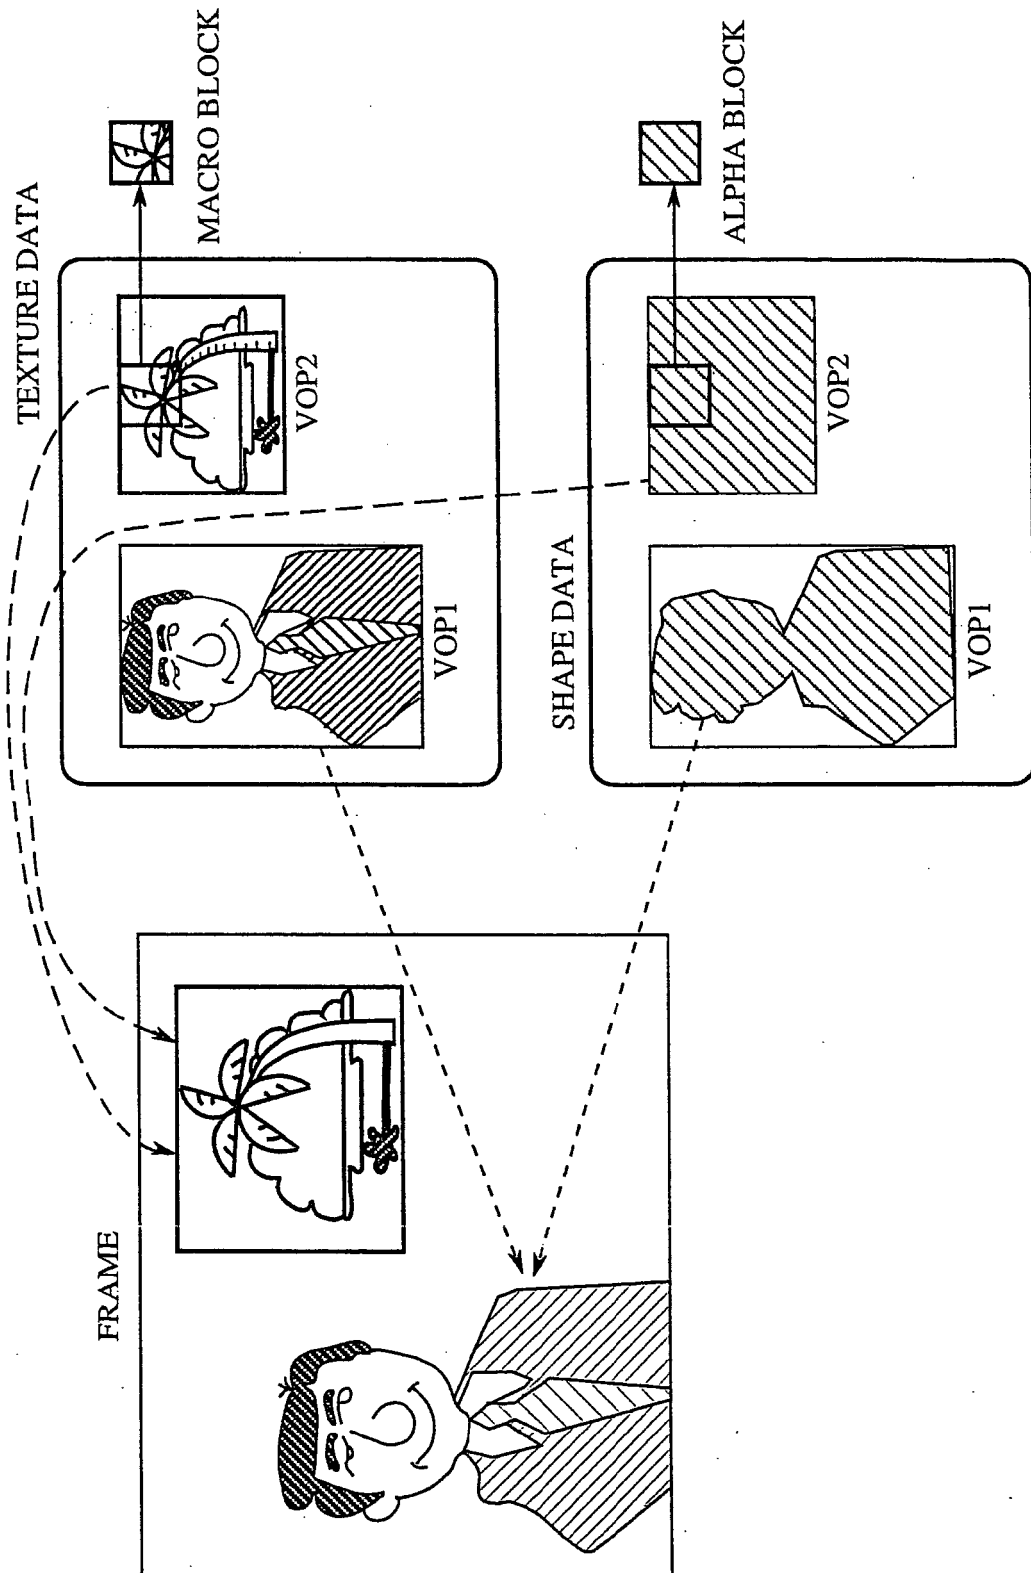 FRAME
TEXTURE DATA
VOP1
VOP2
MACRO BLOCK
SHAPE DATA
VOP1
VOP2
ALPHA BLOCK